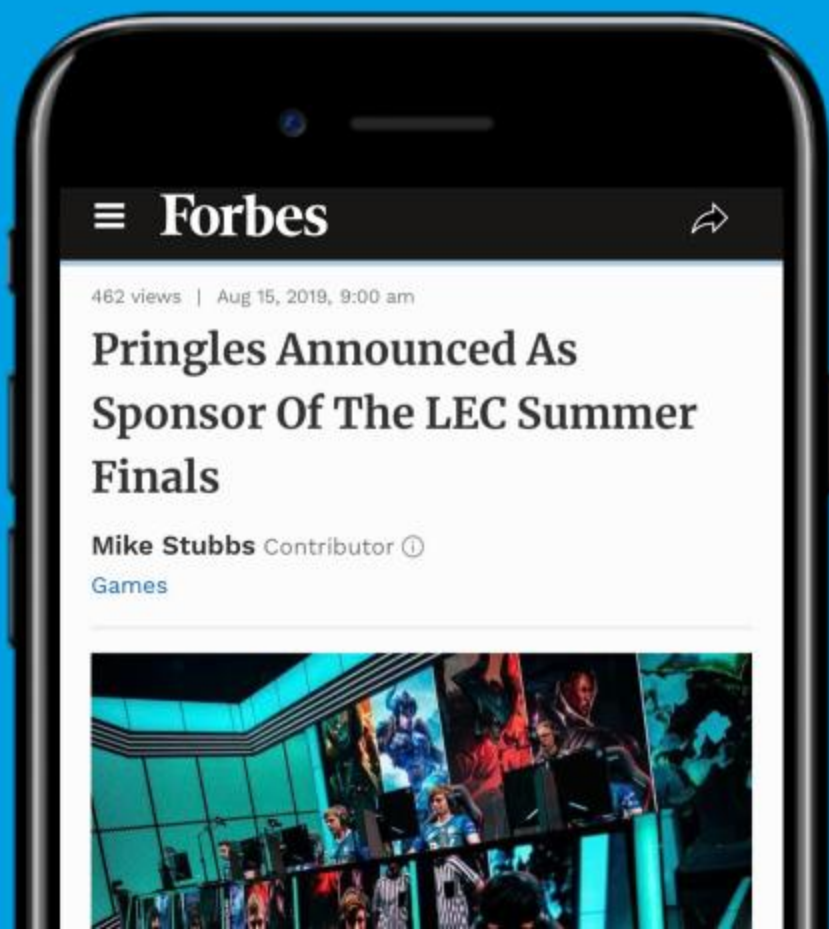 Forbes
462 views | Aug 15, 2019, 9:00 am
Pringles Announced As
Sponsor Of The LEC Summer
Finals
Mike Stubbs Contributor ⓘ
Games